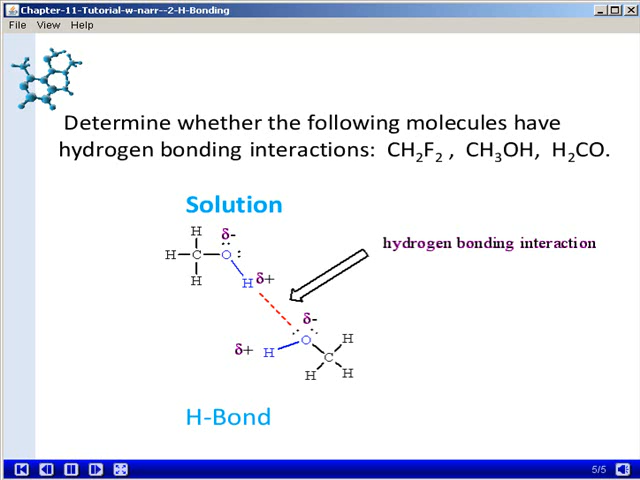 Chapter-11-Tutorial-w-narr--2-H-Bonding
File View Help
Determine whether the following molecules have
hydrogen bonding interactions: CH₂F₂ , CH₃OH, H₂CO.
Solution
H δ-
hydrogen bonding interaction
H C O
H H δ+
δ-
δ+ H O H
C
H H
H-Bond
5/5